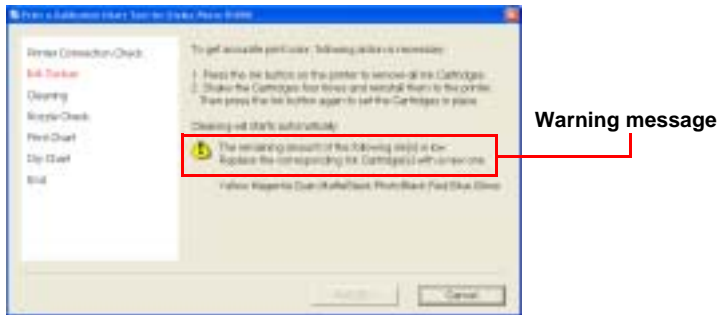 Printer Connection Check
Ink Toolbar
Cleaning
Nozzle Check
Print Chart
Dry Chart
End
To get accurate print color, following action is necessary.
1. Press the Ink button on the printer to remove all Ink Cartridges.
2. Shake the Cartridges four times and reinstall them to the printer.
Then press the Ink button again to set the Cartridges in place.
Cleaning will starts automatically.
The remaining amount of the following ink(s) is low.
Replace the corresponding Ink Cartridge(s) with a new one.
Yellow Magenta Cyan MatteBlack PhotoBlack Red Blue Gloss
Cancel
Warning message